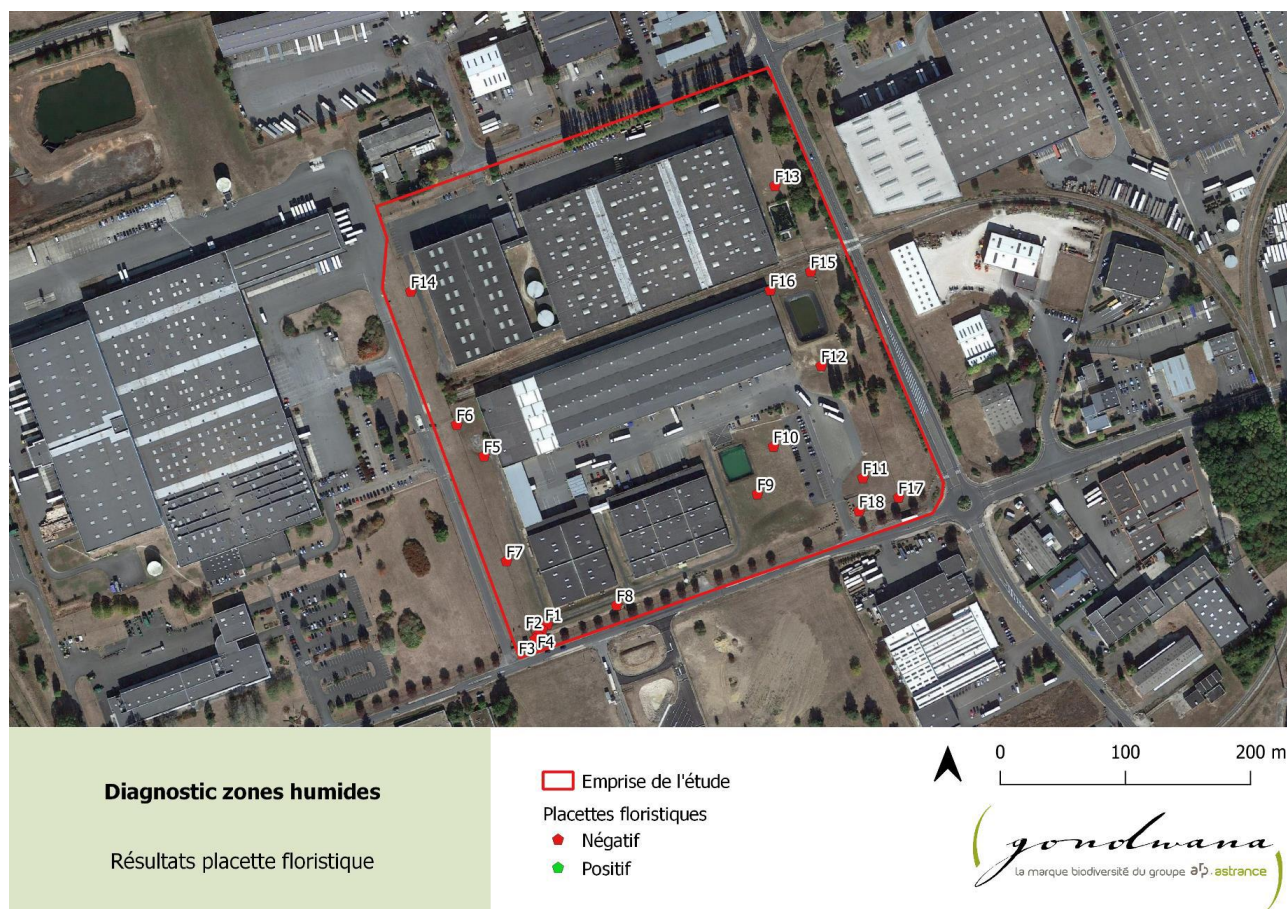 F13
F15
F16
F14
F12
F6
F5
F10
F9
F11
F17
F18
F7
F8
F1
F2
F3
F4
Diagnostic zones humides
Résultats placette floristique
Emprise de l'étude
Placettes floristiques
Négatif
Positif
0 100 200 m
gondwana
la marque biodiversité du groupe arp.astrance